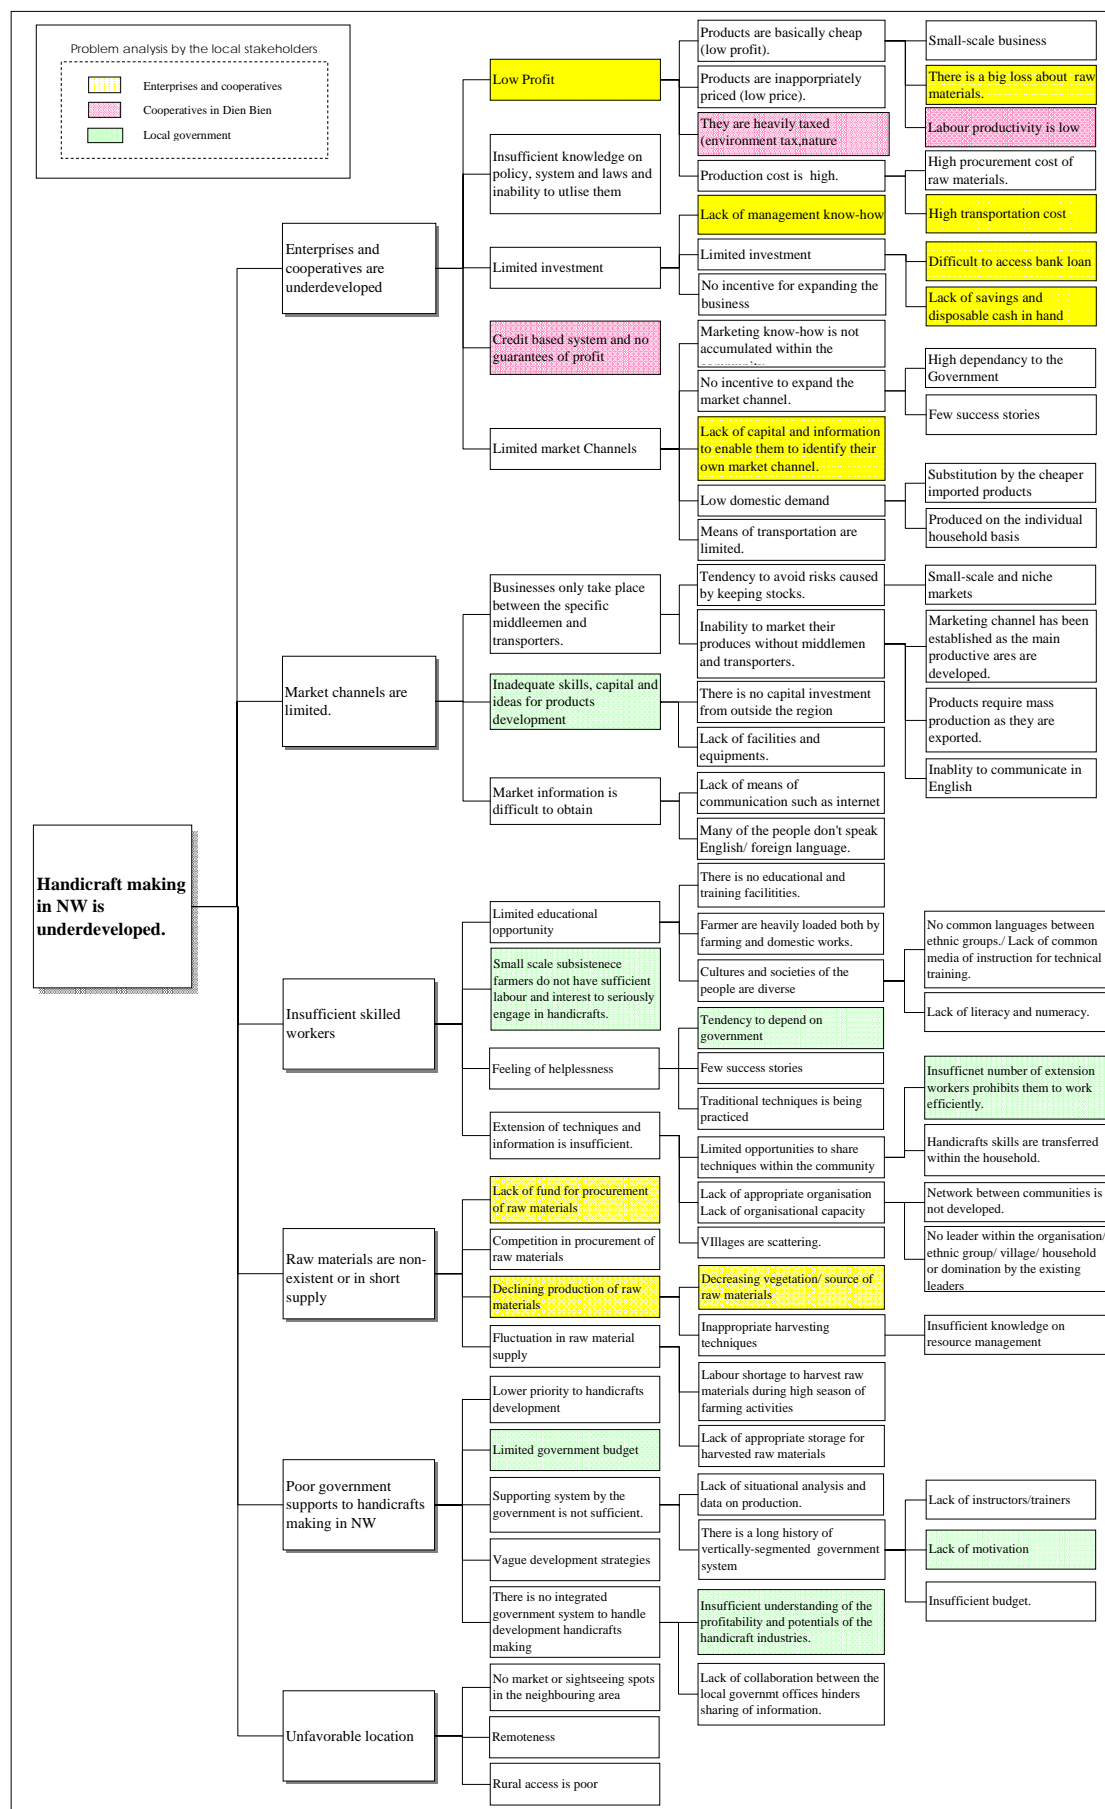 Problem analysis by the local stakeholders
Enterprises and cooperatives
Cooperatives in Dien Bien
Local government
Handicraft making
in NW is
underdeveloped.
Enterprises and
cooperatives are
underdeveloped
Low Profit
Products are basically cheap
(low profit).
Small-scale business
There is a big loss about  raw
materials.
Labour productivity is low
Products are inapporpriately
priced (low price).
They are heavily taxed
(environment tax,nature
Production cost is  high.
High procurement cost of
raw materials.
High transportation cost
Insufficient knowledge on
policy, system and laws and
inability to utlise them
Limited investment
Lack of management know-how
Limited investment
Difficult to access bank loan
Lack of savings and
disposable cash in hand
No incentive for expanding the
business
Credit based system and no
guarantees of profit
Limited market Channels
Marketing know-how is not
accumulated within the
No incentive to expand the
market channel.
High dependancy to the
Government
Few success stories
Lack of capital and information
to enable them to identify their
own market channel.
Low domestic demand
Substitution by the cheaper
imported products
Produced on the individual
household basis
Means of transportation are
limited.
Market channels are
limited.
Businesses only take place
between the specific
middleemen and
transporters.
Tendency to avoid risks caused
by keeping stocks.
Small-scale and niche
markets
Inability to market their
produces without middlemen
and transporters.
Marketing channel has been
established as the main
productive ares are
developed.
Products require mass
production as they are
exported.
Inablity to communicate in
English
Inadequate skills, capital and
ideas for products
development
There is no capital investment
from outside the region
Lack of facilities and
equipments.
Market information is
difficult to obtain
Lack of means of
communication such as internet
Many of the people don't speak
English/ foreign language.
Insufficient skilled
workers
Limited educational
opportunity
There is no educational and
training facilitities.
Farmer are heavily loaded both by
farming and domestic works.
Cultures and societies of the
people are diverse
No common languages between
ethnic groups./ Lack of common
media of instruction for technical
training.
Lack of literacy and numeracy.
Small scale subsistenece
farmers do not have sufficient
labour and interest to seriously
engage in handicrafts.
Feeling of helplessness
Tendency to depend on
government
Few success stories
Traditional techniques is being
practiced
Extension of techniques and
information is insufficient.
Limited opportunities to share
techniques within the community
Insufficnet number of extension
workers prohibits them to work
efficiently.
Handicrafts skills are transferred
within the household.
Lack of appropriate organisation
Lack of organisational capacity
Network between communities is
not developed.
No leader within the organisation/
ethnic group/ village/ household
or domination by the existing
leaders
VIllages are scattering.
Raw materials are non-
existent or in short
supply
Lack of fund for procurement
of raw materials
Competition in procurement of
raw materials
Declining production of raw
materials
Decreasing vegetation/ source of
raw materials
Inappropriate harvesting
techniques
Insufficient knowledge on
resource management
Fluctuation in raw material
supply
Labour shortage to harvest raw
materials during high season of
farming activities
Lack of appropriate storage for
harvested raw materials
Poor government
supports to handicrafts
making in NW
Lower priority to handicrafts
development
Limited government budget
Supporting system by the
government is not sufficient.
Lack of situational analysis and
data on production.
There is a long history of
vertically-segmented  government
system
Lack of instructors/trainers
Lack of motivation
Insufficient budget.
Vague development strategies
There is no integrated
government system to handle
development handicrafts
making
Insufficient understanding of the
profitability and potentials of the
handicraft industries.
Lack of collaboration between the
local governmt offices hinders
sharing of information.
Unfavorable location
No market or sightseeing spots
in the neighbouring area
Remoteness
Rural access is poor